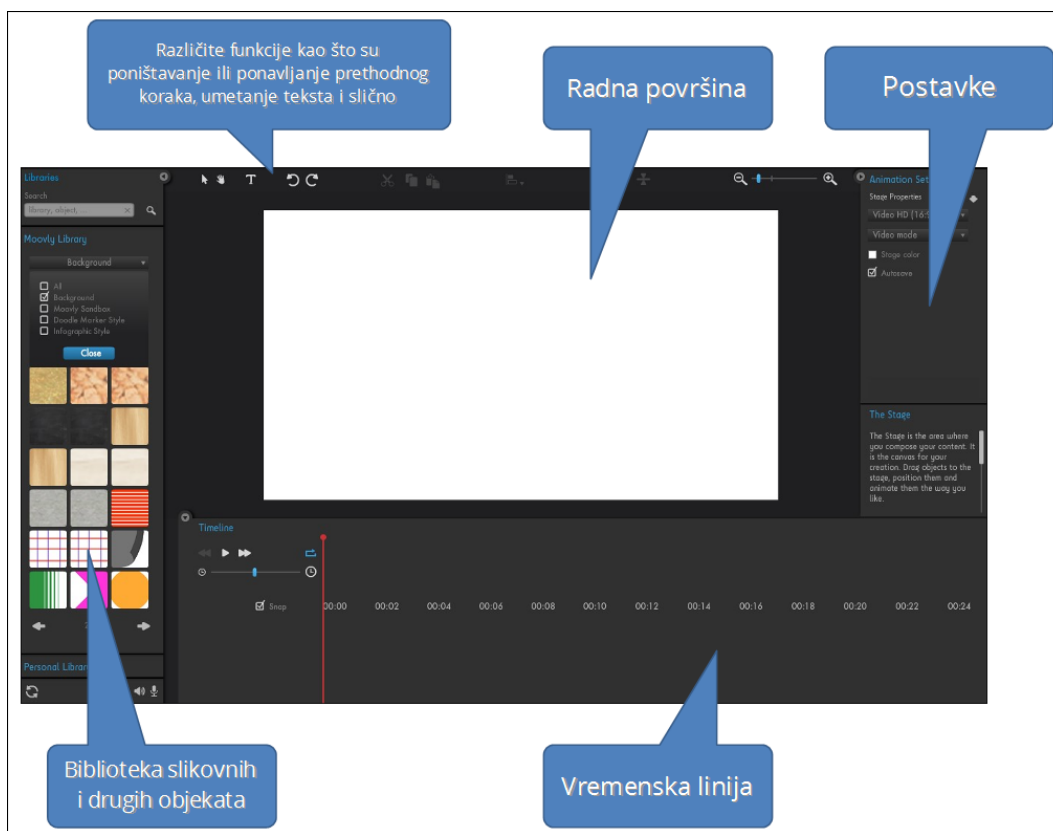 Različite funkcije kao što su
poništavanje ili ponavljanje prethodnog
koraka, umetanje teksta i slično
Radna površina
Postavke
Libraries
Search
library, object, ...
Moovly Library
Background
All
Background
Moovly Sandbox
Doodle Marker Style
Infographic Style
Close
Personal Librar
T
Animation Set
Stage Properties
Video HD (16:
Video mode
Stage color
Autosave
The Stage
The Stage is the area where
you compose your content. It
is the canvas for your
creation. Drag objects to the
stage, position them and
animate them the way you
like.
Timeline
Snap
00:00 00:02 00:04 00:06 00:08 00:10 00:12 00:14 00:16 00:18 00:20 00:22 00:24
Biblioteka slikovnih
i drugih objekata
Vremenska linija